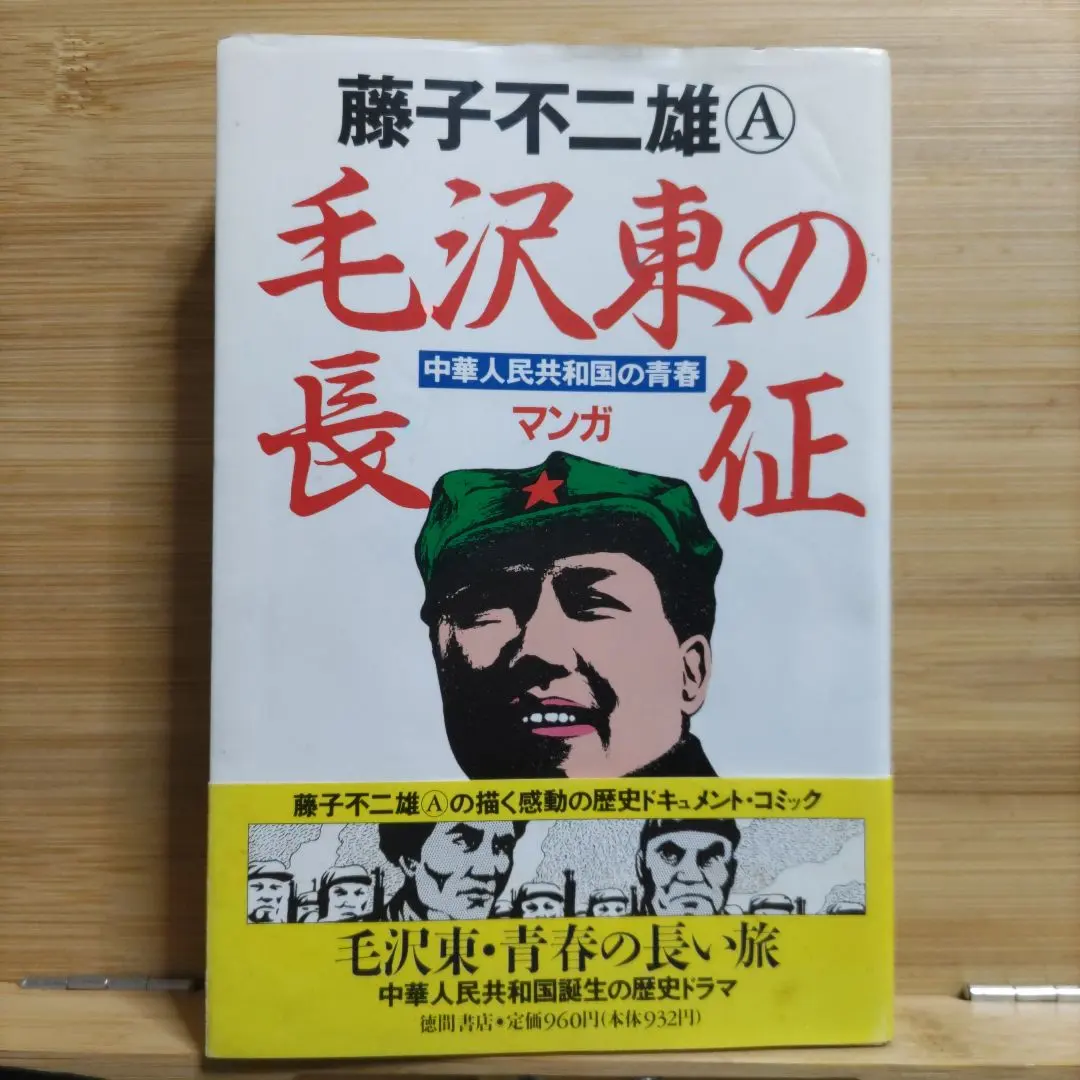 藤子不二雄Ⓐ
毛沢東の
長征
中華人民共和国の青春
マンガ
藤子不二雄Ⓐの描く感動の歴史ドキュメント・コミック
毛沢東・青春の長い旅
中華人民共和国誕生の歴史ドラマ
徳間書店・定価960円(本体932円)